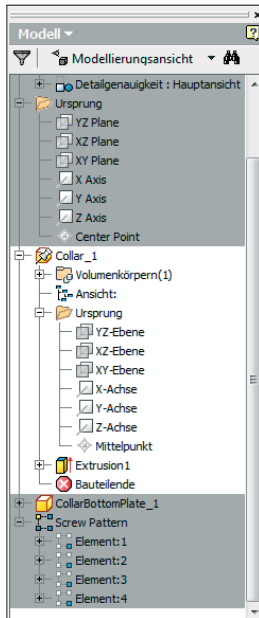 Modell
Modellierungsansicht
Detailgenauigkeit : Hauptansicht
Ursprung
YZ Plane
XZ Plane
XY Plane
X Axis
Y Axis
Z Axis
Center Point
Collar_1
Volumenkörpern(1)
Ansicht:
Ursprung
YZ-Ebene
XZ-Ebene
XY-Ebene
X-Achse
Y-Achse
Z-Achse
Mittelpunkt
Extrusion1
Bauteilende
CollarBottomPlate_1
Screw Pattern
Element:1
Element:2
Element:3
Element:4